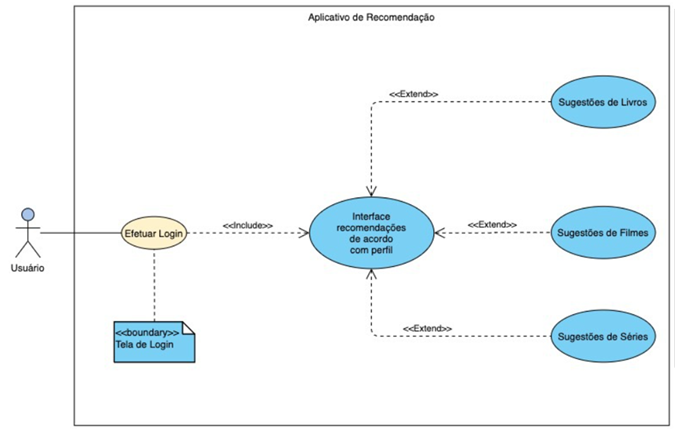 Aplicativo de Recomendação
<<Extend>>
Sugestões de Livros
Usuário
Efetuar Login
<<Include>>
Interface
recomendações
de acordo
com perfil
<<Extend>>
Sugestões de Filmes
<<boundary>>
Tela de Login
<<Extend>>
Sugestões de Séries